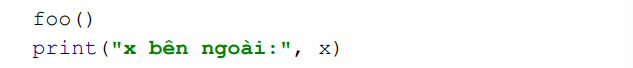 foo()
print("x bên ngoài:", x)